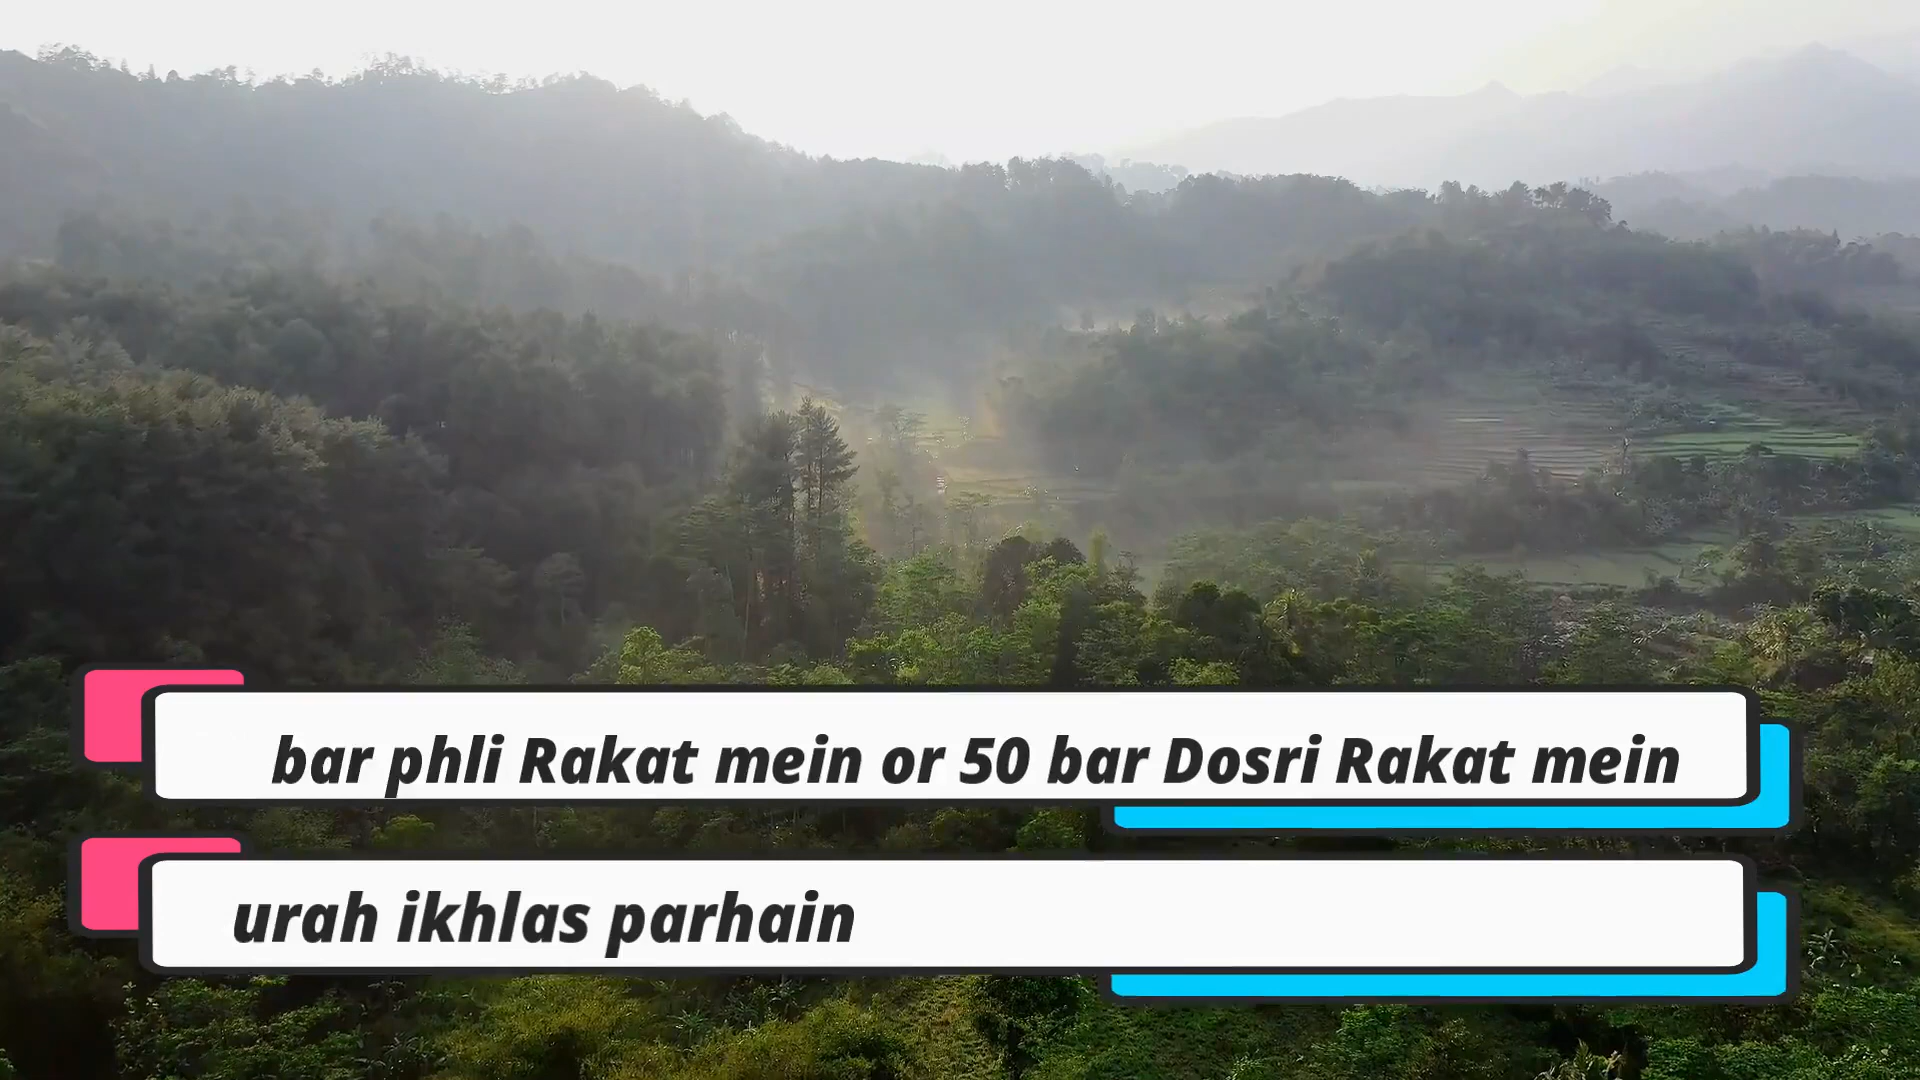 bar phli Rakat mein or 50 bar Dosri Rakat mein
urah ikhlas parhain